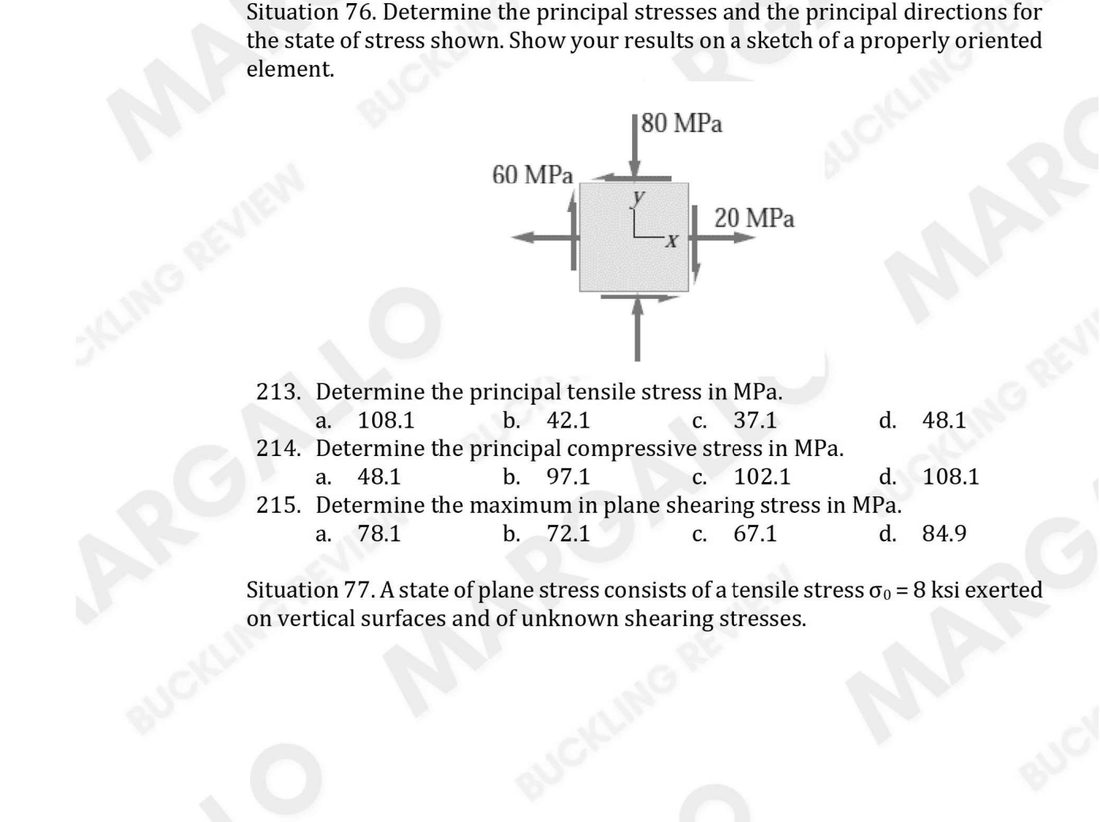 Situation 76. Determine the principal stresses and the principal directions for
the state of stress shown. Show your results on a sketch of a properly oriented
element.
80 MPa
60 MPa
y
20 MPa
x
213. Determine the principal tensile stress in MPa.
a. 108.1 b. 42.1 c. 37.1 d. 48.1
214. Determine the principal compressive stress in MPa.
a. 48.1 b. 97.1 c. 102.1 d. 108.1
215. Determine the maximum in plane shearing stress in MPa.
a. 78.1 b. 72.1 c. 67.1 d. 84.9
Situation 77. A state of plane stress consists of a tensile stress σ₀ = 8 ksi exerted
on vertical surfaces and of unknown shearing stresses.